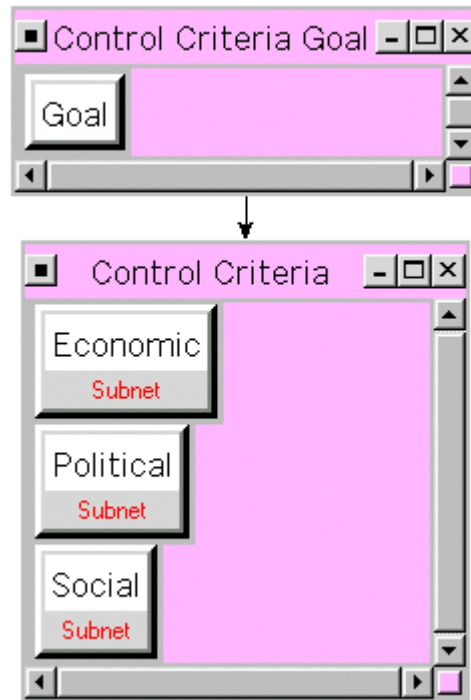 Control Criteria Goal
Goal
Control Criteria
Economic
Subnet
Political
Subnet
Social
Subnet